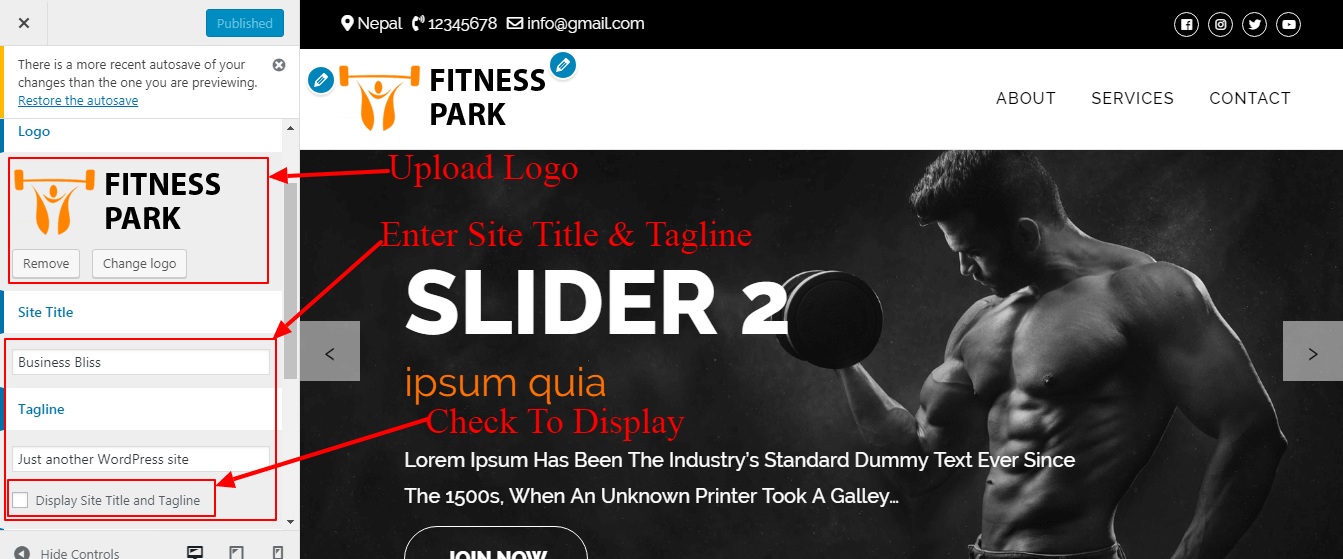 Published
There is a more recent autosave of your
changes than the one you are previewing.
Restore the autosave
Logo
FITNESS
PARK
Remove
Change logo
Site Title
Business Bliss
Tagline
Just another WordPress site
Display Site Title and Tagline
Hide Controls
Nepal 12345678 info@gmail.com
FITNESS
PARK
ABOUT SERVICES CONTACT
Upload Logo
Enter Site Title & Tagline
SLIDER 2
ipsum quia
Check To Display
Lorem Ipsum Has Been The Industry’s Standard Dummy Text Ever Since
The 1500s, When An Unknown Printer Took A Galley…
JOIN NOW